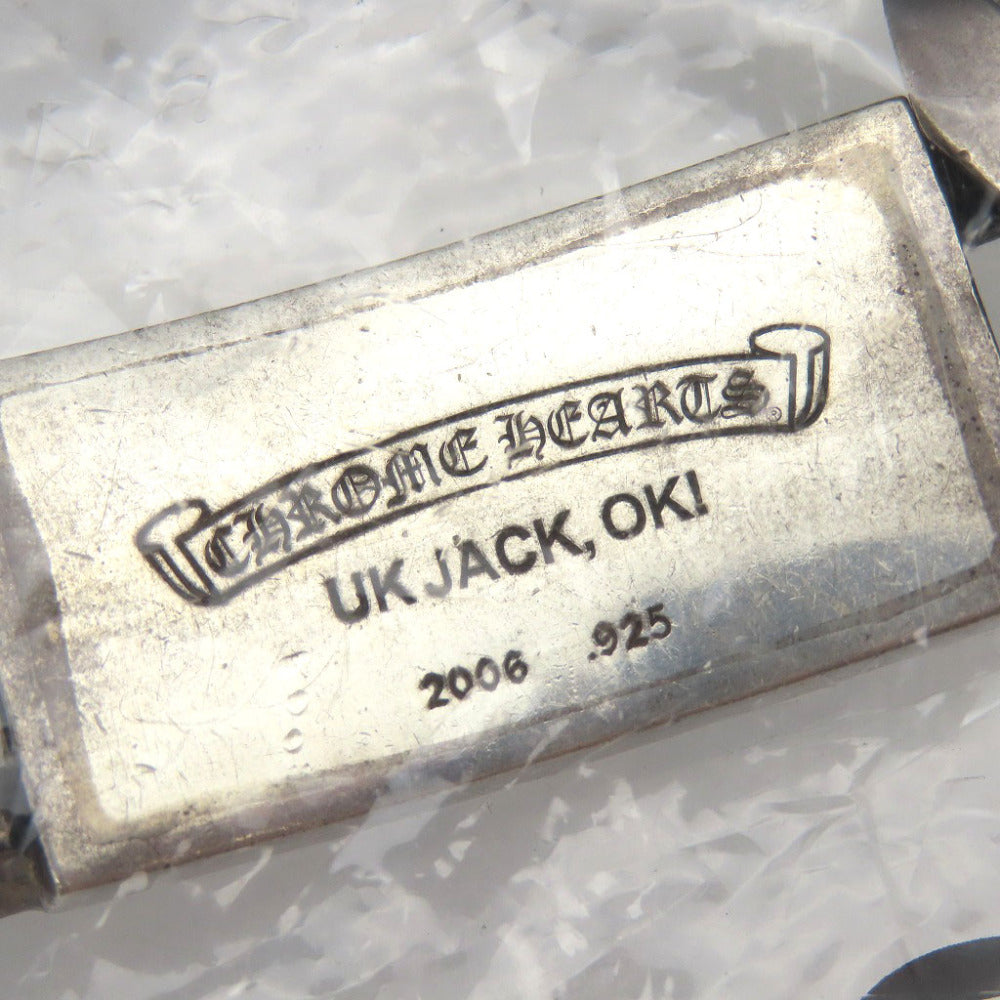 CHROME HEARTS®
UK JACK, OK!
2006 .925